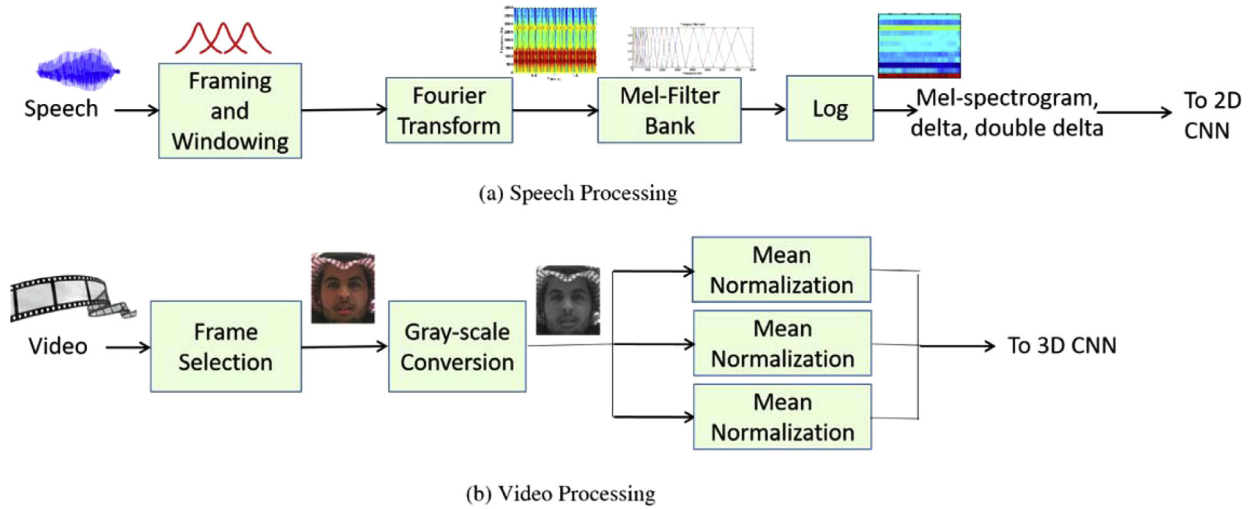 Speech
Framing
and
Windowing
Fourier
Transform
Mel-Filter
Bank
Log
Mel-spectrogram,
delta, double delta
To 2D
CNN
(a) Speech Processing
Video
Frame
Selection
Gray-scale
Conversion
Mean
Normalization
Mean
Normalization
Mean
Normalization
To 3D CNN
(b) Video Processing